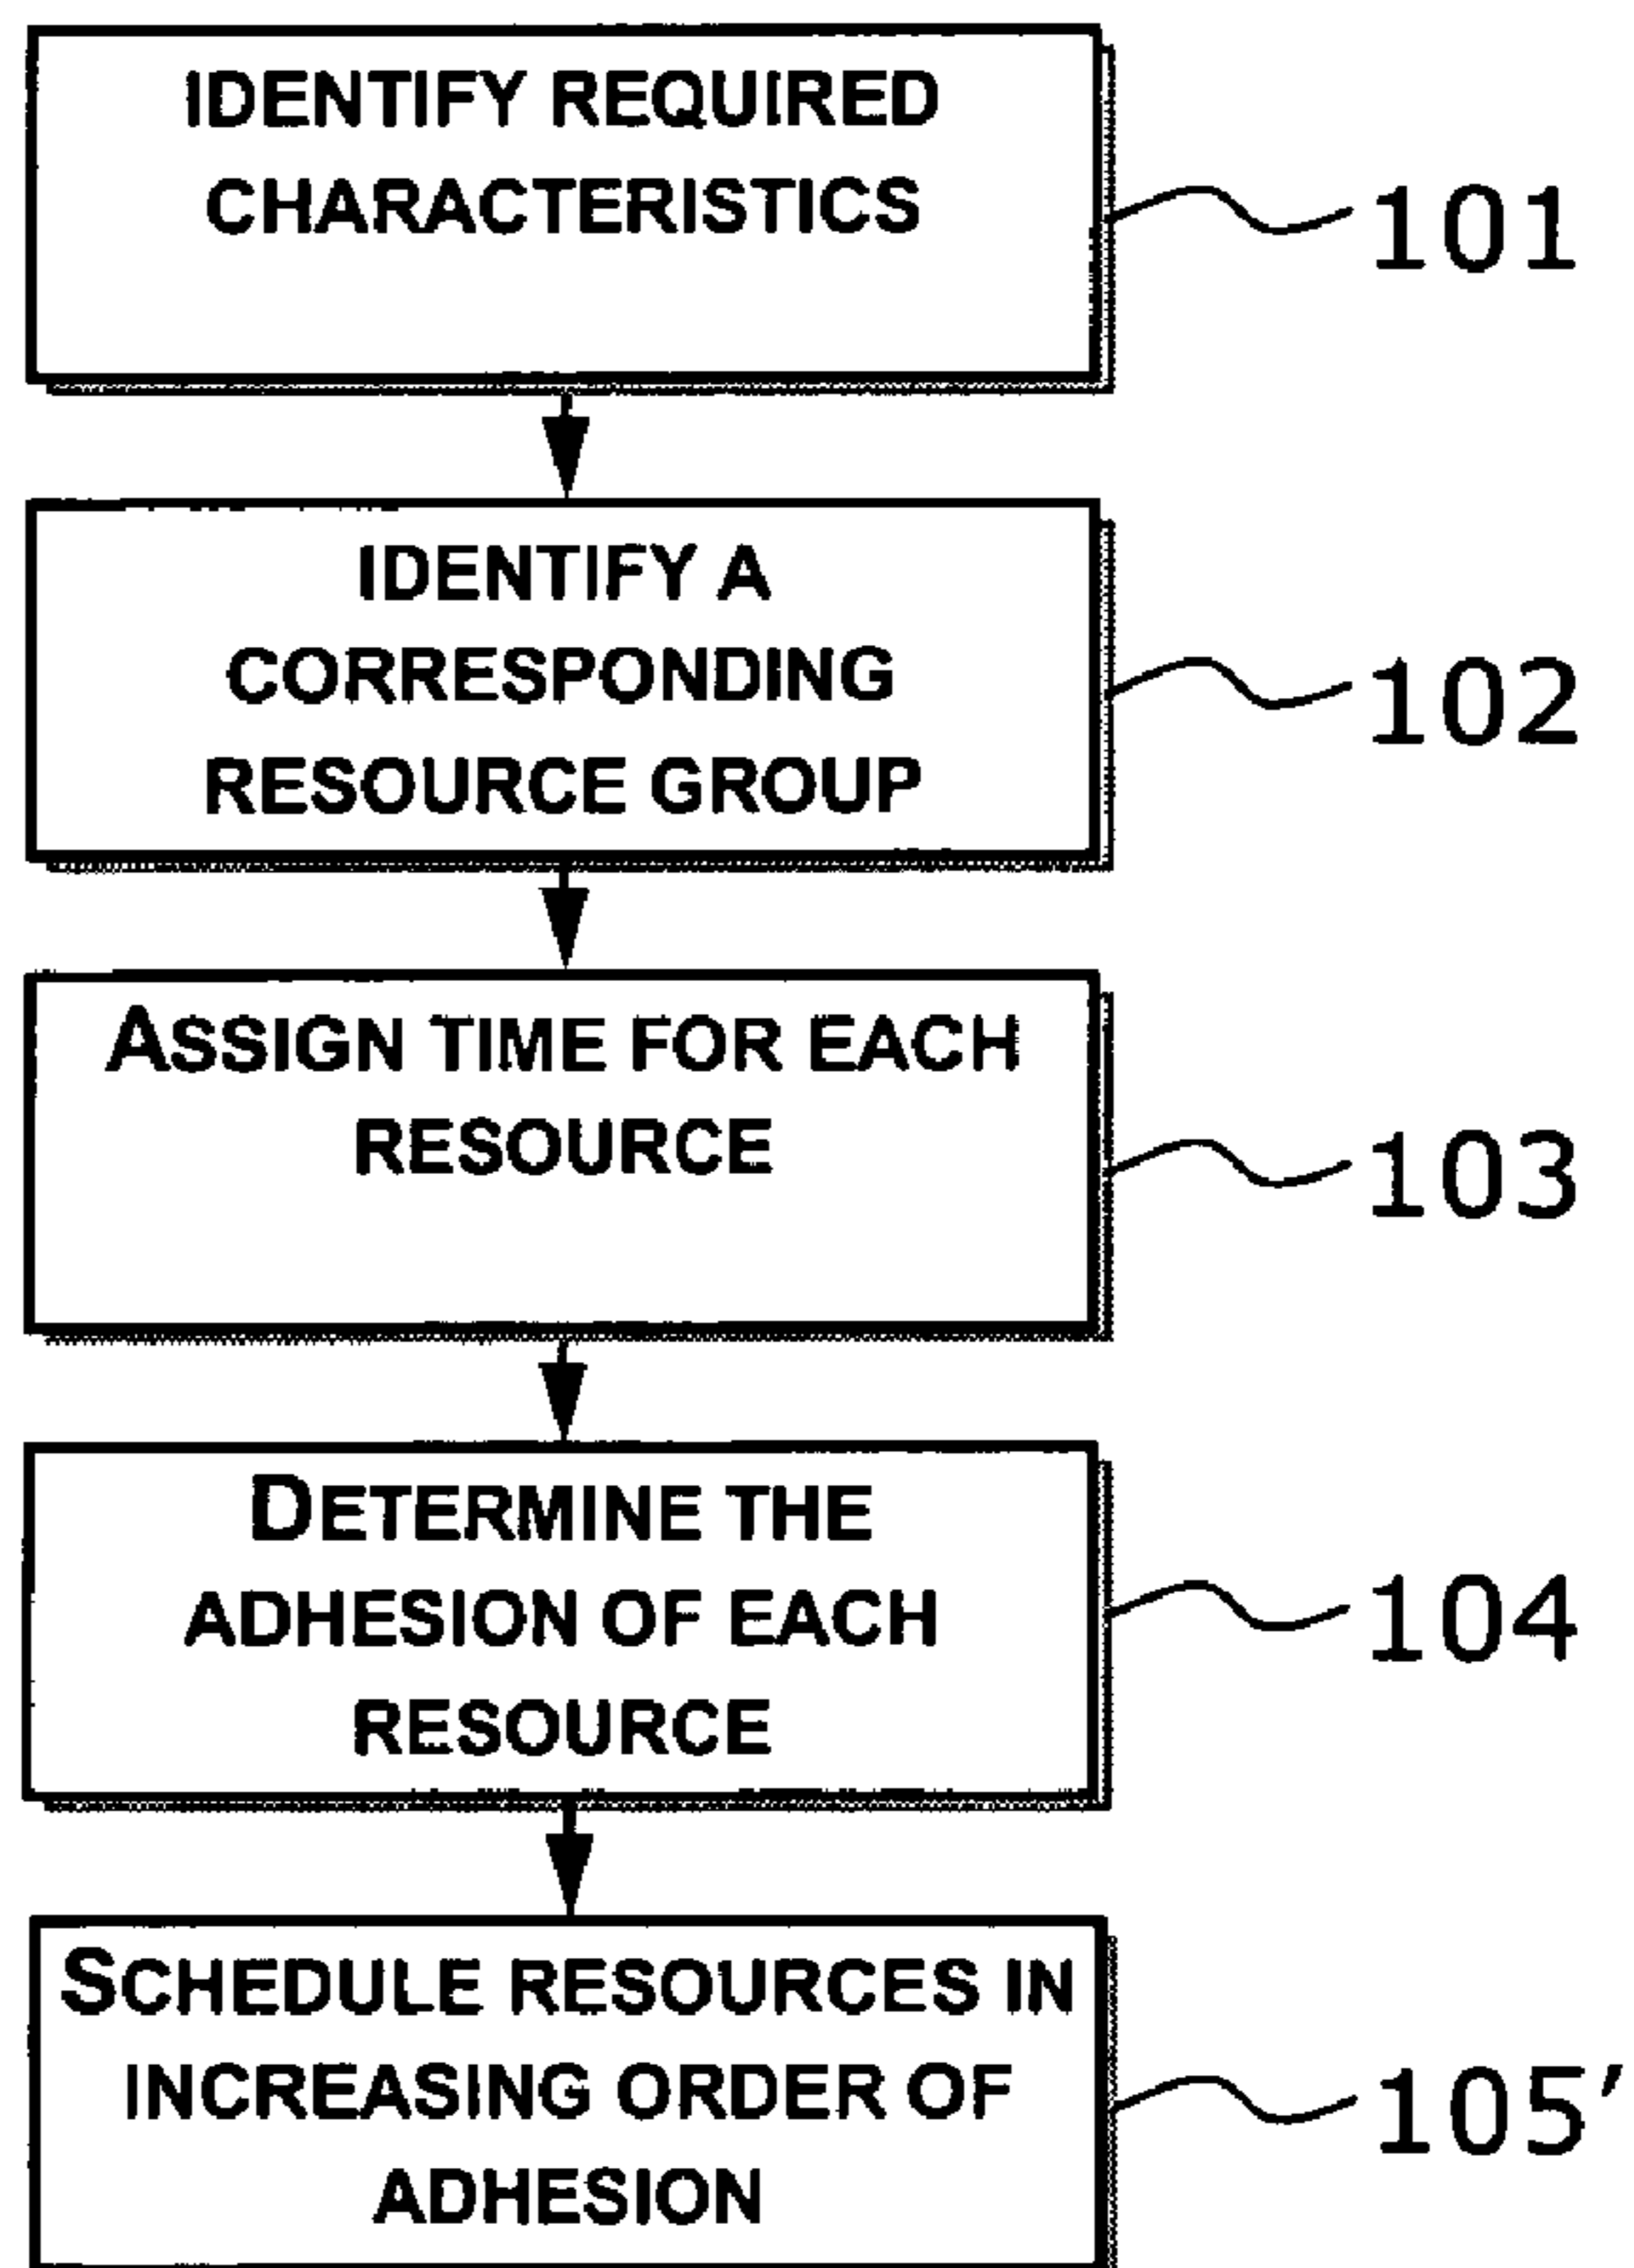 IDENTIFY REQUIRED
CHARACTERISTICS
101
IDENTIFY A
CORRESPONDING
RESOURCE GROUP
102
ASSIGN TIME FOR EACH
RESOURCE
103
DETERMINE THE
ADHESION OF EACH
RESOURCE
104
SCHEDULE RESOURCES IN
INCREASING ORDER OF
ADHESION
105'